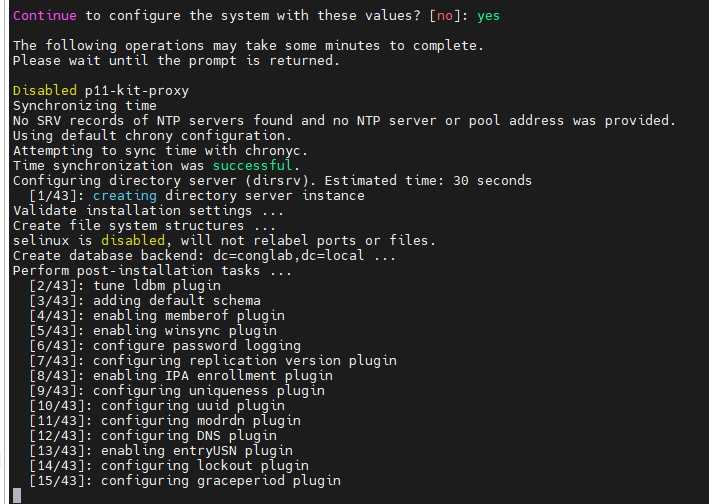 Continue to configure the system with these values? [no]: yes
The following operations may take some minutes to complete.
Please wait until the prompt is returned.
Disabled p11-kit-proxy
Synchronizing time
No SRV records of NTP servers found and no NTP server or pool address was provided.
Using default chrony configuration.
Attempting to sync time with chronyc.
Time synchronization was successful.
Configuring directory server (dirsrv). Estimated time: 30 seconds
[1/43]: creating directory server instance
Validate installation settings ...
Create file system structures ...
selinux is disabled, will not relabel ports or files.
Create database backend: dc=conglab,dc=local ...
Perform post-installation tasks ...
[2/43]: tune ldbm plugin
[3/43]: adding default schema
[4/43]: enabling memberof plugin
[5/43]: enabling winsync plugin
[6/43]: configure password logging
[7/43]: configuring replication version plugin
[8/43]: enabling IPA enrollment plugin
[9/43]: configuring uniqueness plugin
[10/43]: configuring uuid plugin
[11/43]: configuring modrdn plugin
[12/43]: configuring DNS plugin
[13/43]: enabling entryUSN plugin
[14/43]: configuring lockout plugin
[15/43]: configuring graceperiod plugin